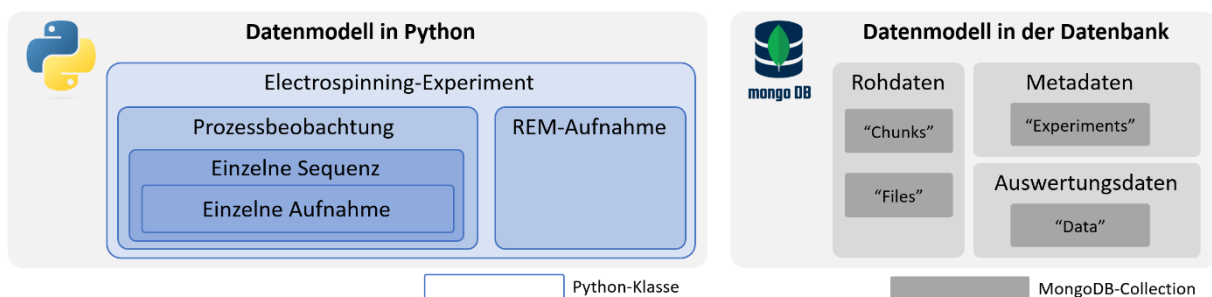 Datenmodell in Python
Electrospinning-Experiment
Prozessbeobachtung
Einzelne Sequenz
Einzelne Aufnahme
REM-Aufnahme
Python-Klasse
mongo DB
Datenmodell in der Datenbank
Rohdaten
“Chunks”
“Files”
Metadaten
“Experiments”
Auswertungsdaten
“Data”
MongoDB-Collection